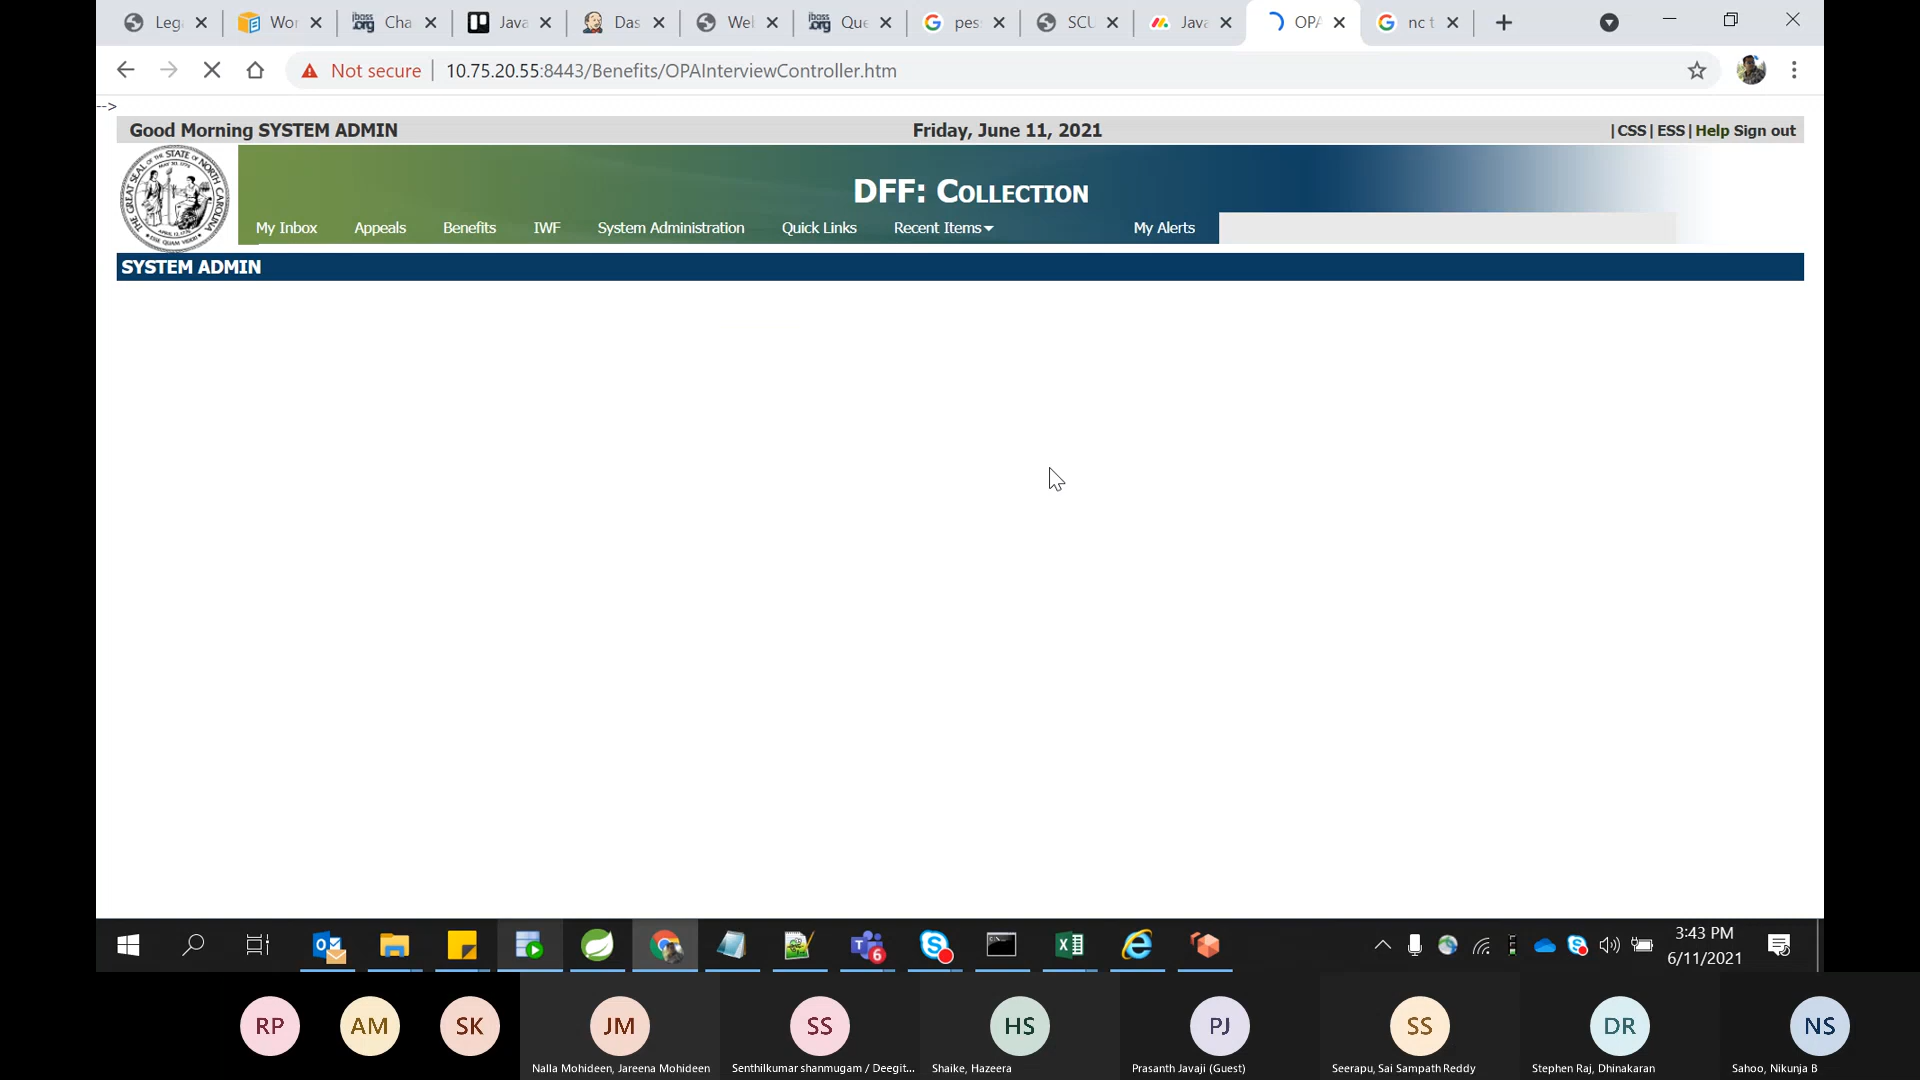 Leg
Wor
Cha
Java
Das
Wel
Que
pes
SCU
Java
OPA
nc t
Not secure
10.75.20.55:8443/Benefits/OPAInterviewController.htm
-->
Good Morning SYSTEM ADMIN
Friday, June 11, 2021
| CSS | ESS | Help Sign out
DFF: COLLECTION
My Inbox
Appeals
Benefits
IWF
System Administration
Quick Links
Recent Items
My Alerts
SYSTEM ADMIN
3:43 PM
6/11/2021
RP
AM
SK
JM
SS
HS
PJ
SS
DR
NS
Nalla Mohideen, Jareena Mohideen
Senthilkumar shanmugam / Deegit...
Shaike, Hazeera
Prasanth Javaji (Guest)
Seerapu, Sai Sampath Reddy
Stephen Raj, Dhinakaran
Sahoo, Nikunja B